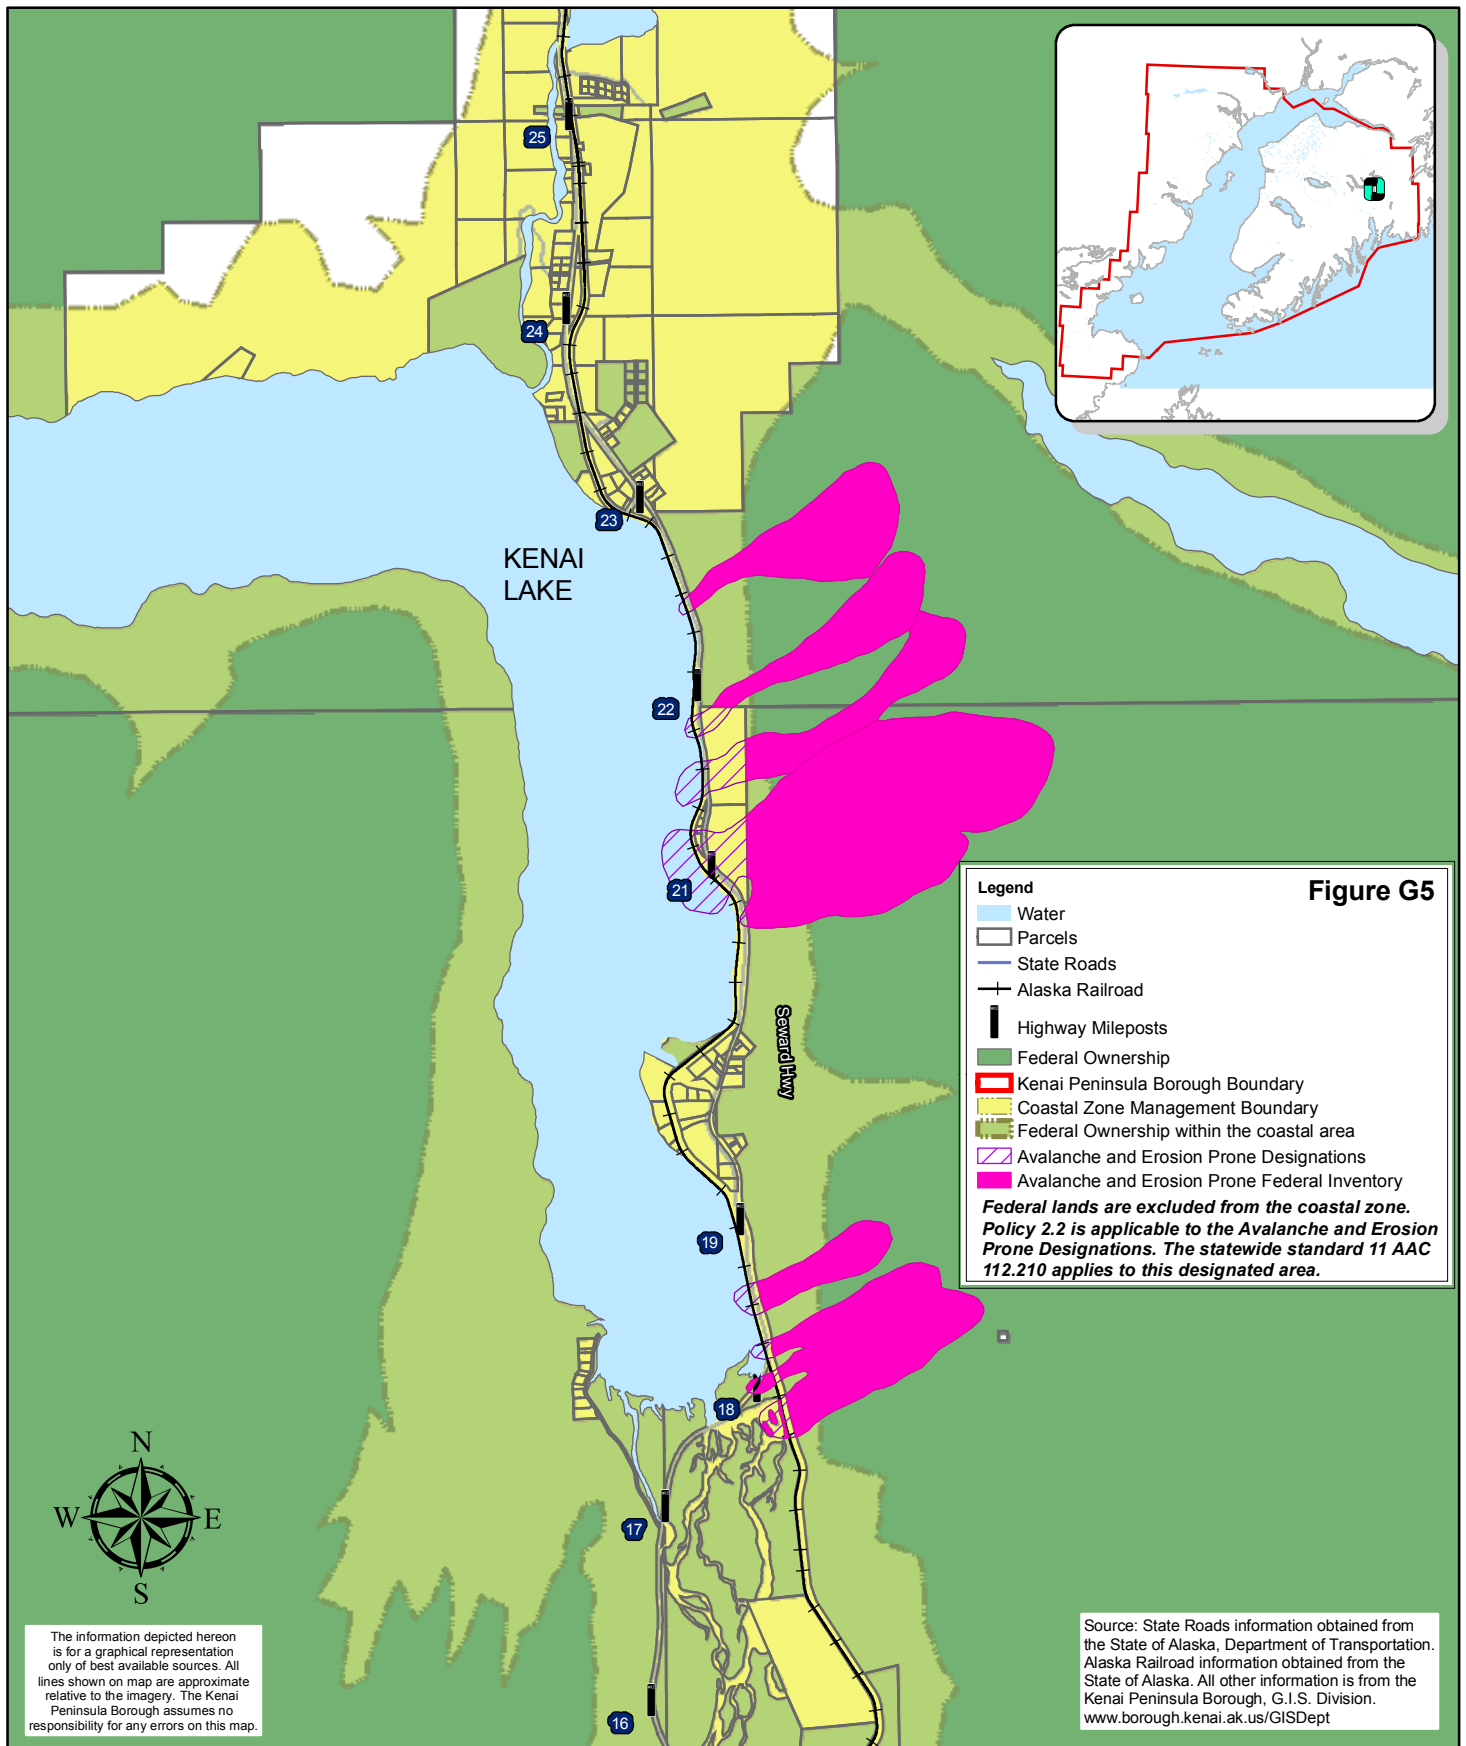 25
24
23
KENAI
LAKE
22
21
Seward Hwy
19
18
17
16
Figure G5
Legend
Water
Parcels
State Roads
Alaska Railroad
Highway Mileposts
Federal Ownership
Kenai Peninsula Borough Boundary
Coastal Zone Management Boundary
Federal Ownership within the coastal area
Avalanche and Erosion Prone Designations
Avalanche and Erosion Prone Federal Inventory
Federal lands are excluded from the coastal zone.
Policy 2.2 is applicable to the Avalanche and Erosion
Prone Designations. The statewide standard 11 AAC
112.210 applies to this designated area.
N
W
E
S
The information depicted hereon
is for a graphical representation
only of best available sources. All
lines shown on map are approximate
relative to the imagery. The Kenai
Peninsula Borough assumes no
responsibility for any errors on this map.
Source: State Roads information obtained from
the State of Alaska, Department of Transportation.
Alaska Railroad information obtained from the
State of Alaska. All other information is from the
Kenai Peninsula Borough, G.I.S. Division.
www.borough.kenai.ak.us/GISDept